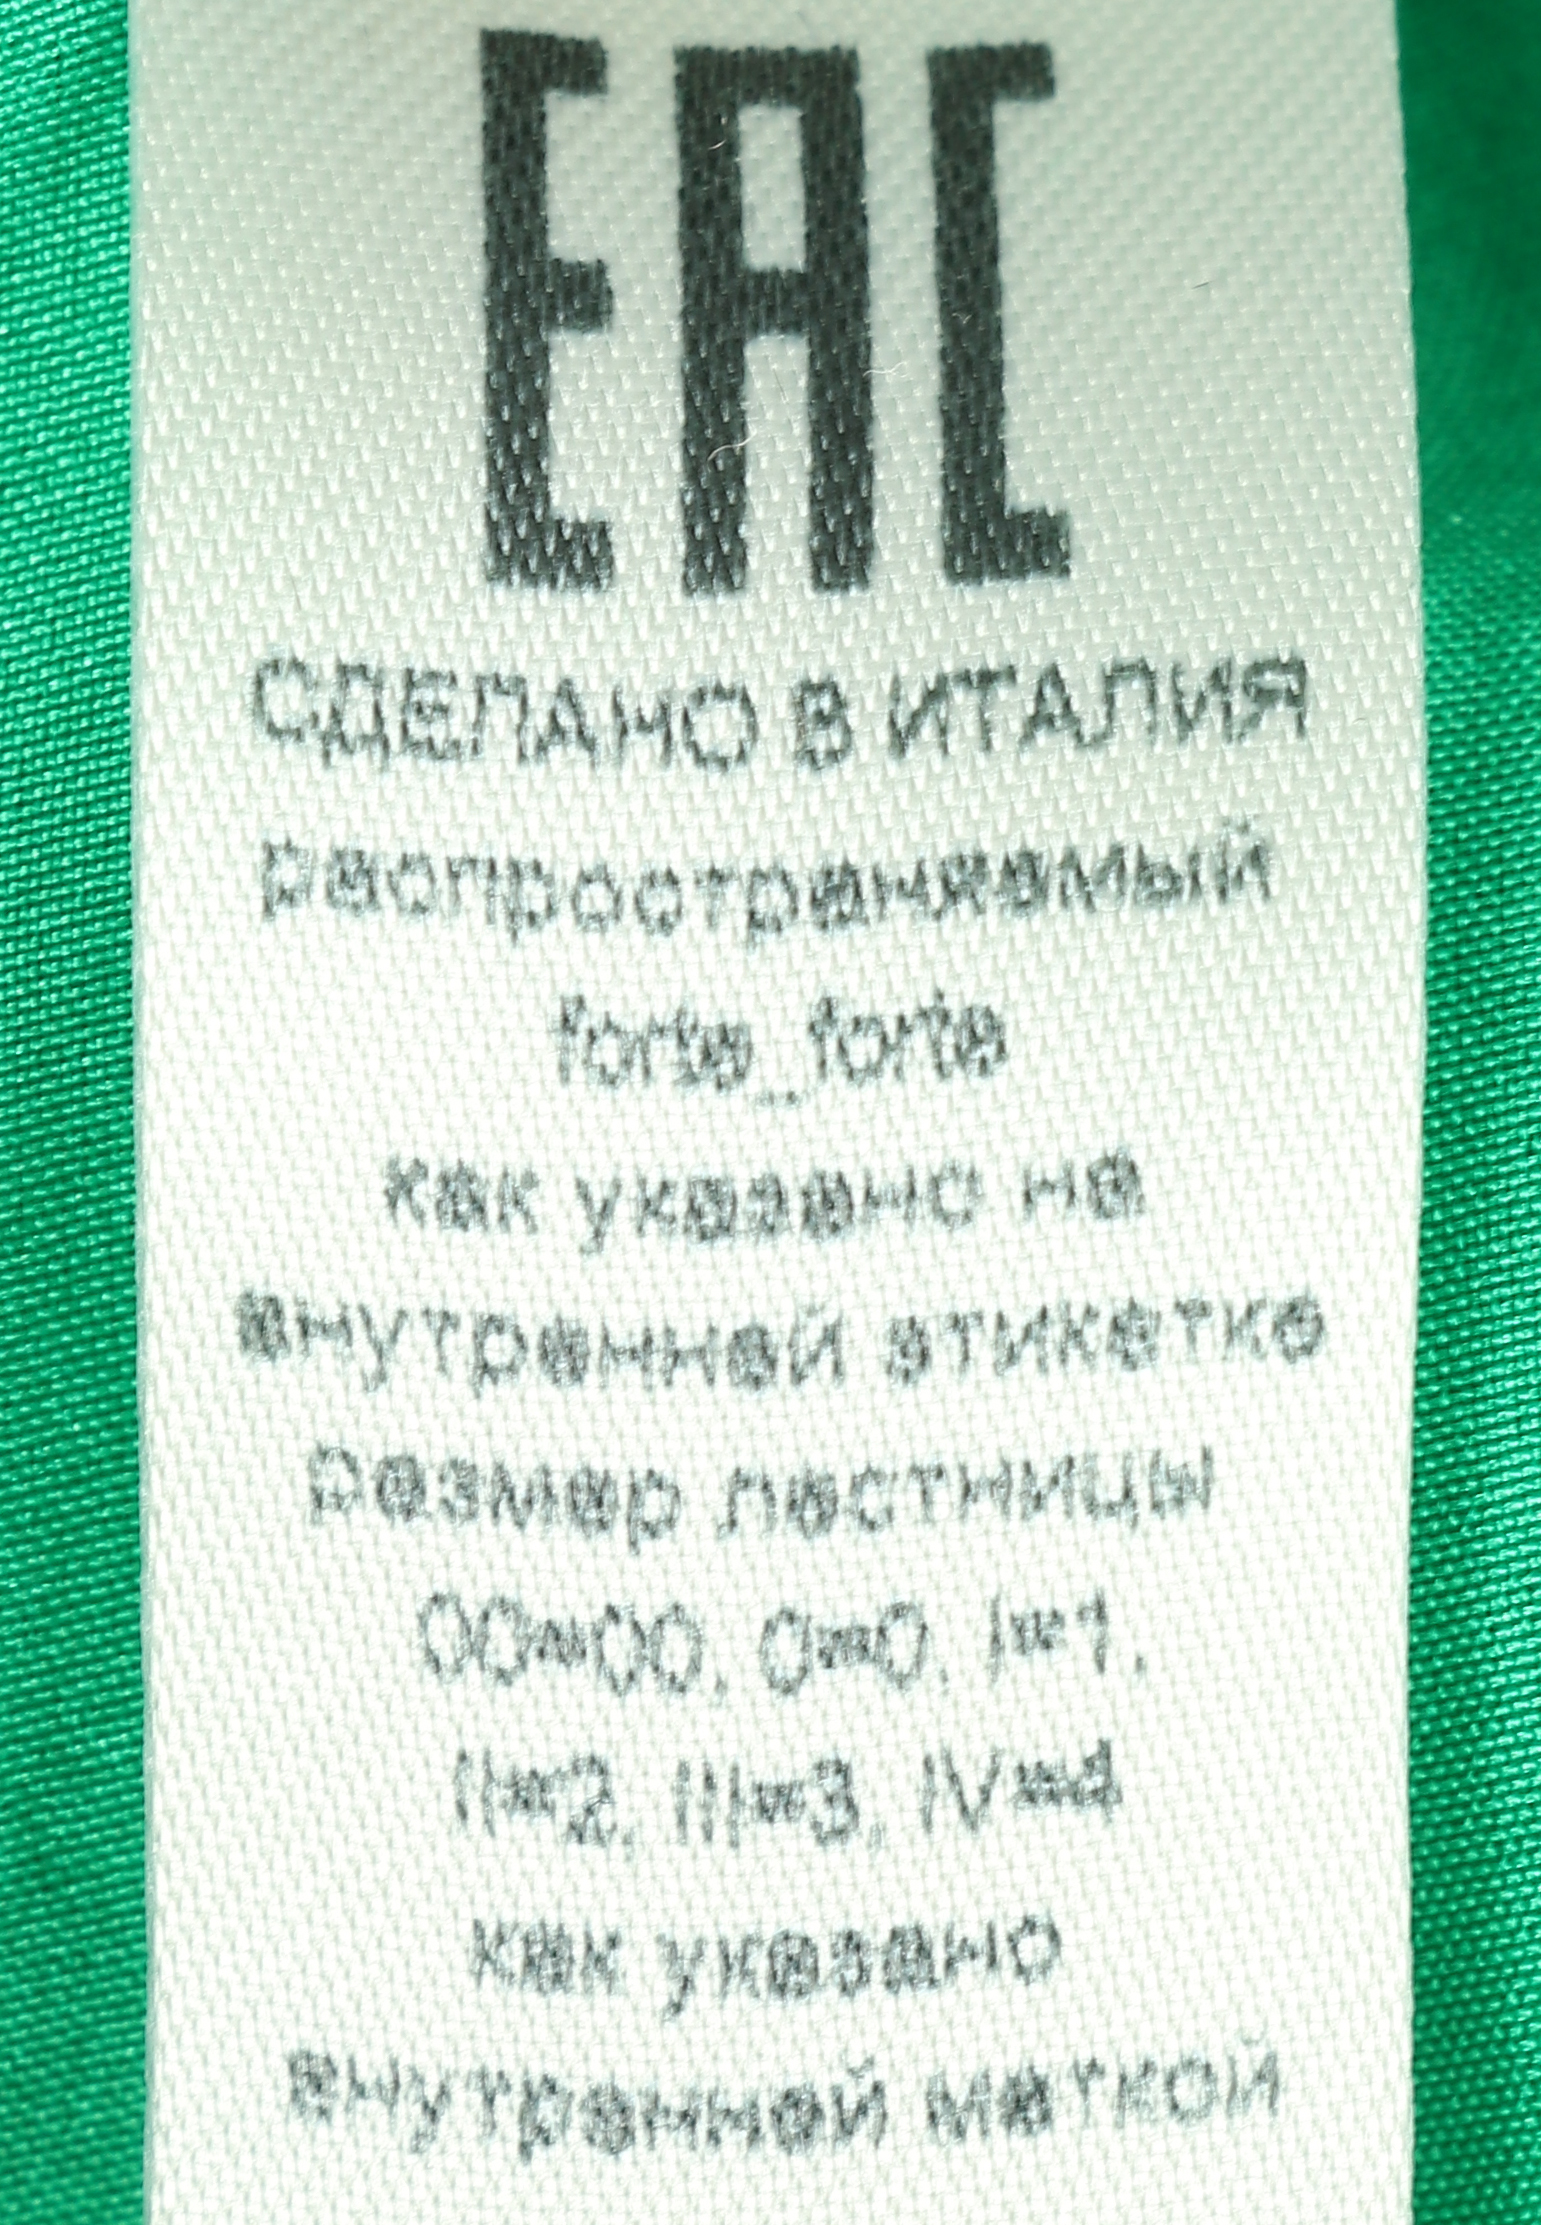 EAC
СДЕЛАНО В ИТАЛИЯ
распространяемый
forte_forte
как указано на
внутренней этикетке
размер лестницы
00=00, 0=0, I=1,
II=2, III=3, IV=4
как указано
внутренней меткой